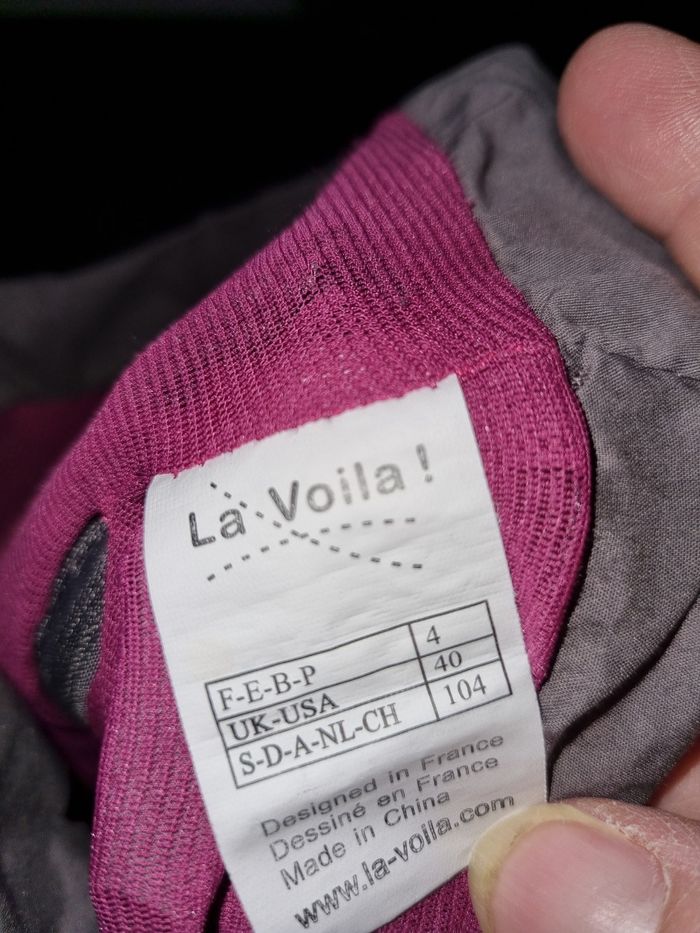 La Voila !
F-E-B-P 4
UK-USA 40
S-D-A-NL-CH 104
Designed in France
Dessiné en France
Made in China
www.la-voila.com